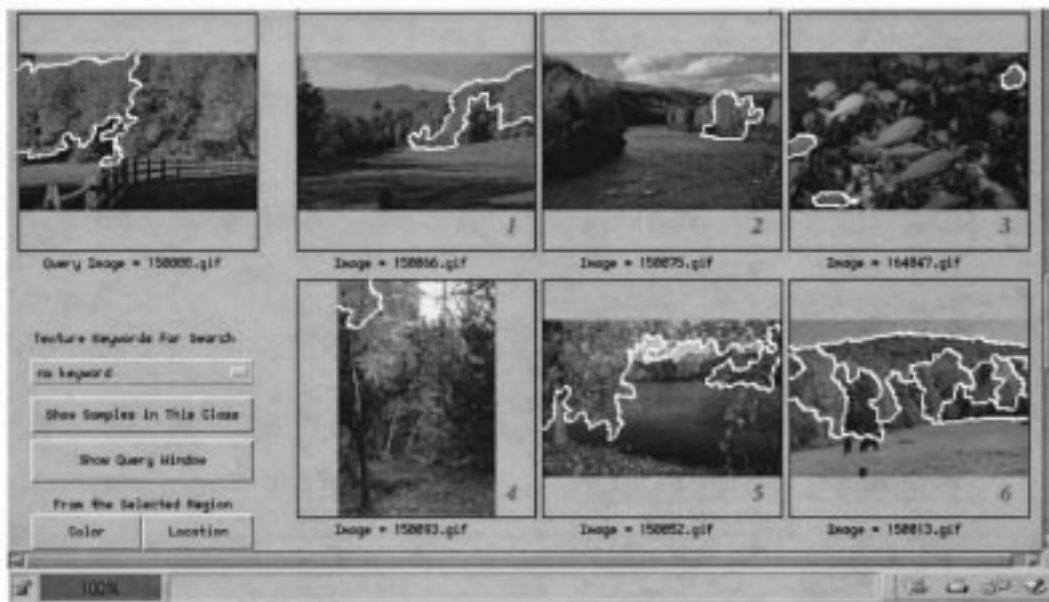 1
2
3
Query Image = 150000.gif
Image = 150066.gif
Image = 150075.gif
Image = 164047.gif
Texture Keywords For Search
no keyword
Show Samples In This Class
Show Query Window
From the Selected Region
Color
Location
4
5
6
Image = 150093.gif
Image = 150052.gif
Image = 150013.gif
100%